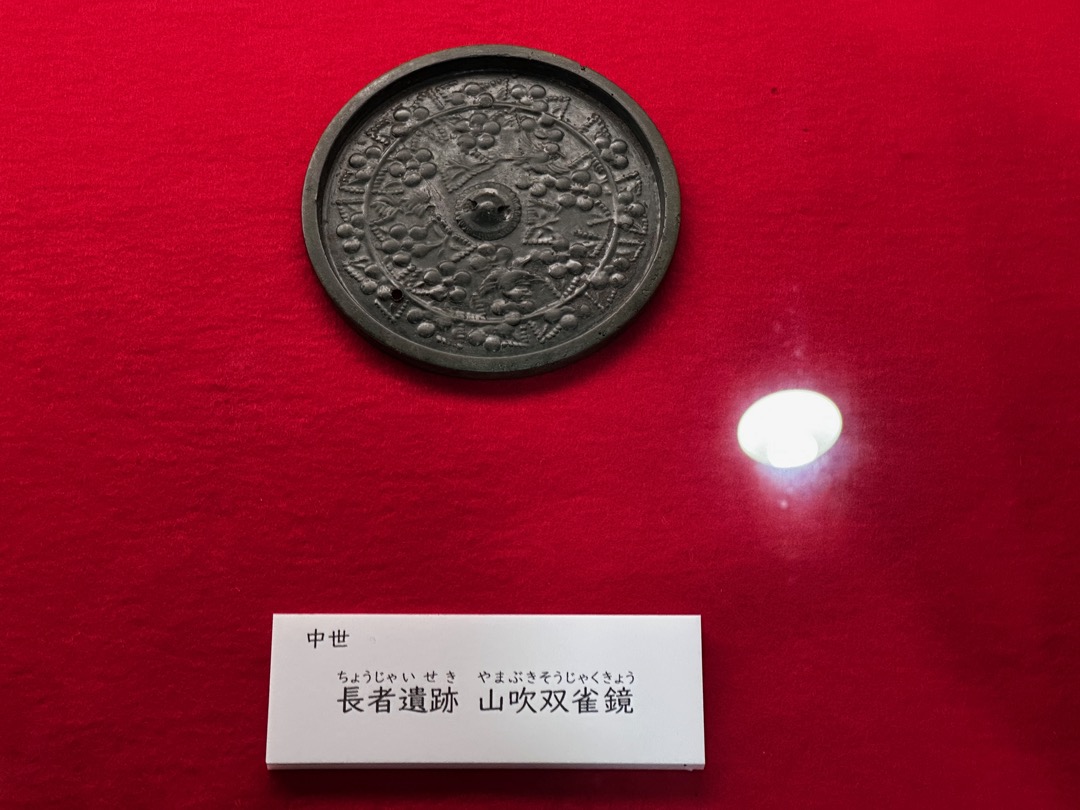 中世
ちょうじゃいせき やまぶきそうじゃくきょう
長者遺跡 山吹双雀鏡